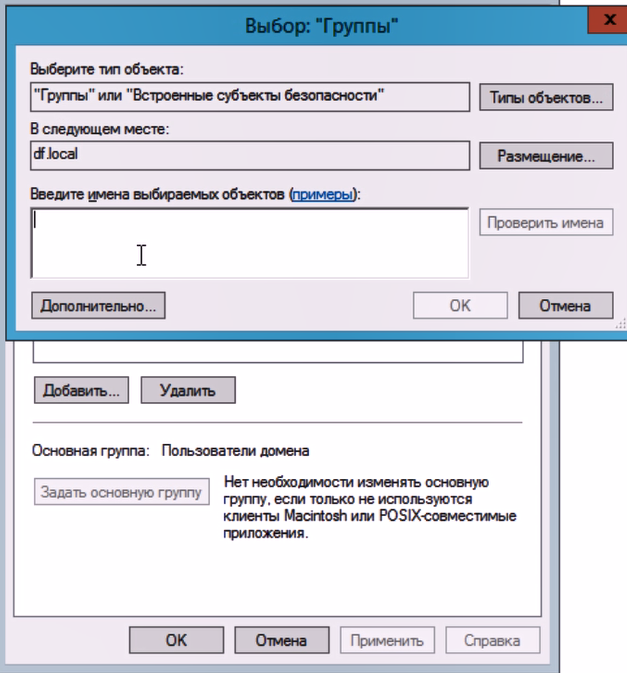 Выбор: "Группы"
x
Выберите тип объекта:
"Группы" или "Встроенные субъекты безопасности"
Типы объектов...
В следующем месте:
df.local
Размещение...
Введите имена выбираемых объектов (примеры):
Проверить имена
Дополнительно...
OK
Отмена
Добавить...
Удалить
Основная группа: Пользователи домена
Задать основную группу
Нет необходимости изменять основную
группу, если только не используются
клиенты Macintosh или POSIX-совместимые
приложения.
OK
Отмена
Применить
Справка